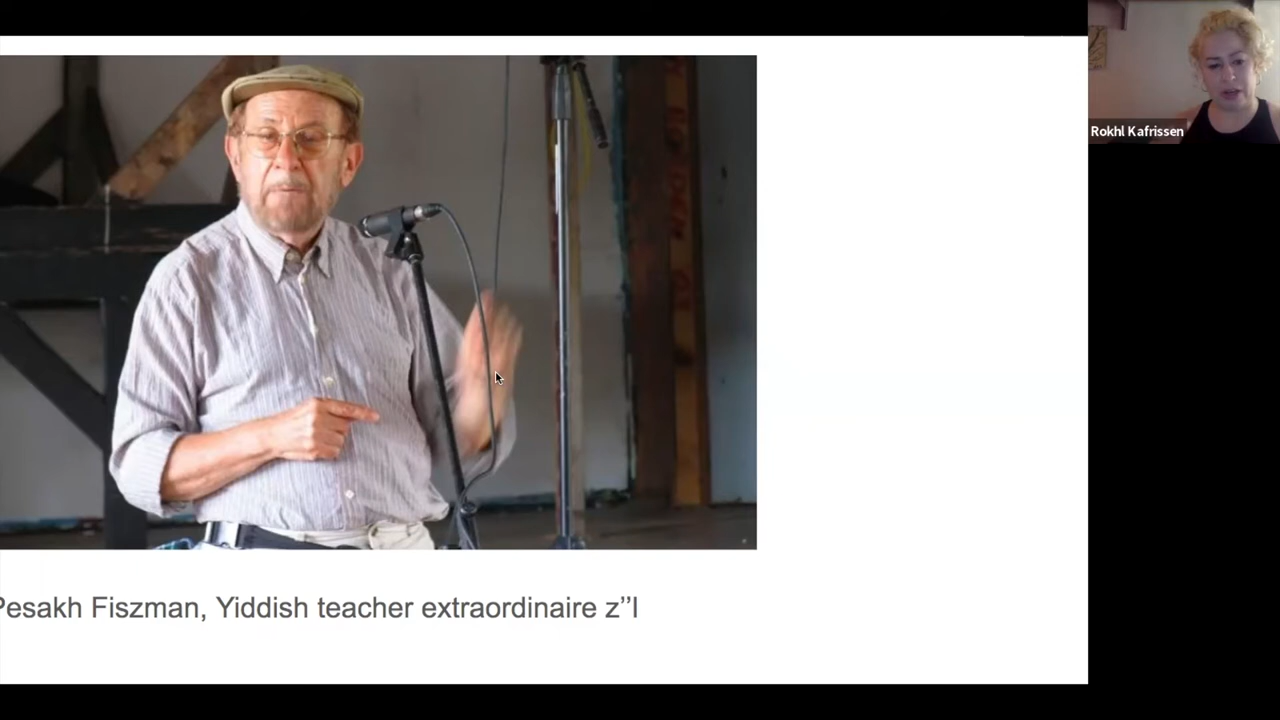 Pesakh Fiszman, Yiddish teacher extraordinaire z’’l
Rokhl Kafrissen